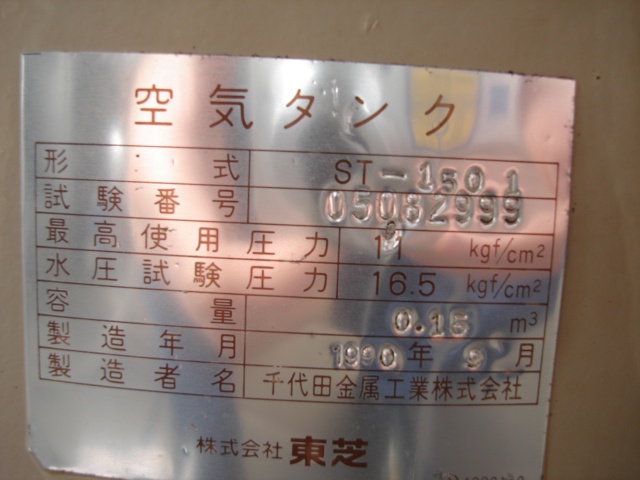 空気タンク
形式 ST-1501
試験番号 05082999
最高使用圧力 11 kgf/cm²
水圧試験圧力 16.5 kgf/cm²
容量 0.15 m³
製造年月 1990年9月
製造者名 千代田金属工業株式会社
株式会社 東芝